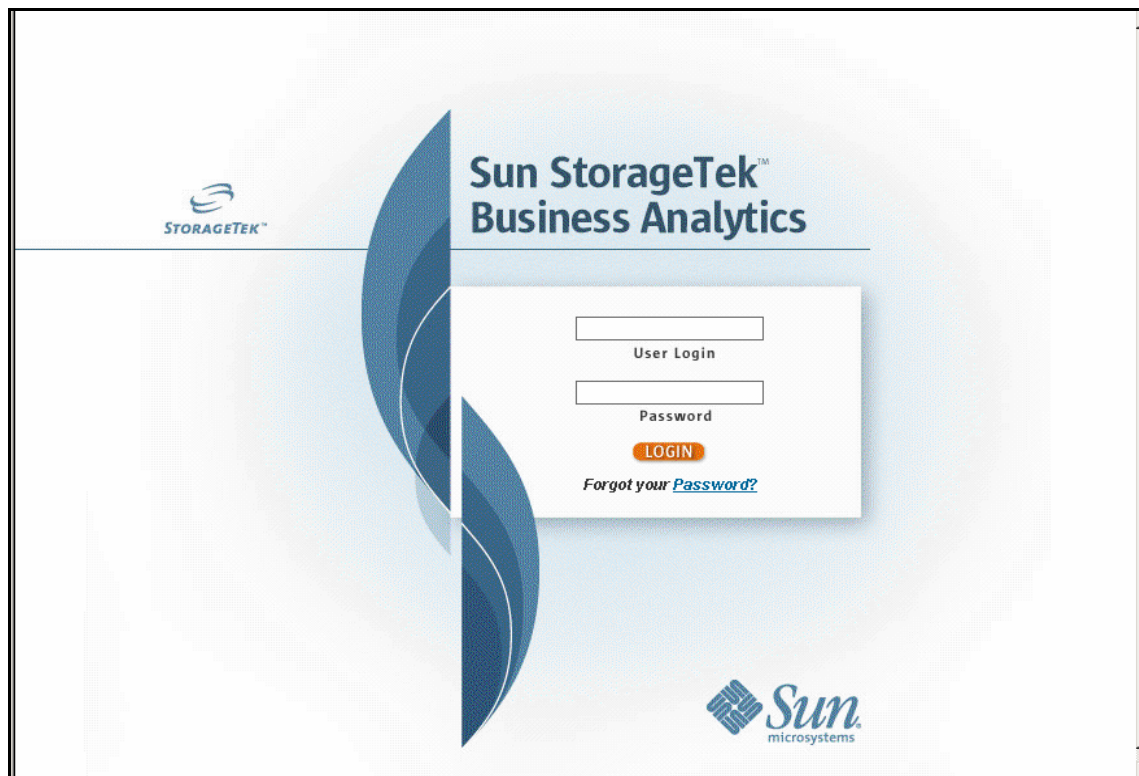 Sun StorageTek™
Business Analytics
STORAGETEK™
User Login
Password
LOGIN
Forgot your Password?
Sun
microsystems